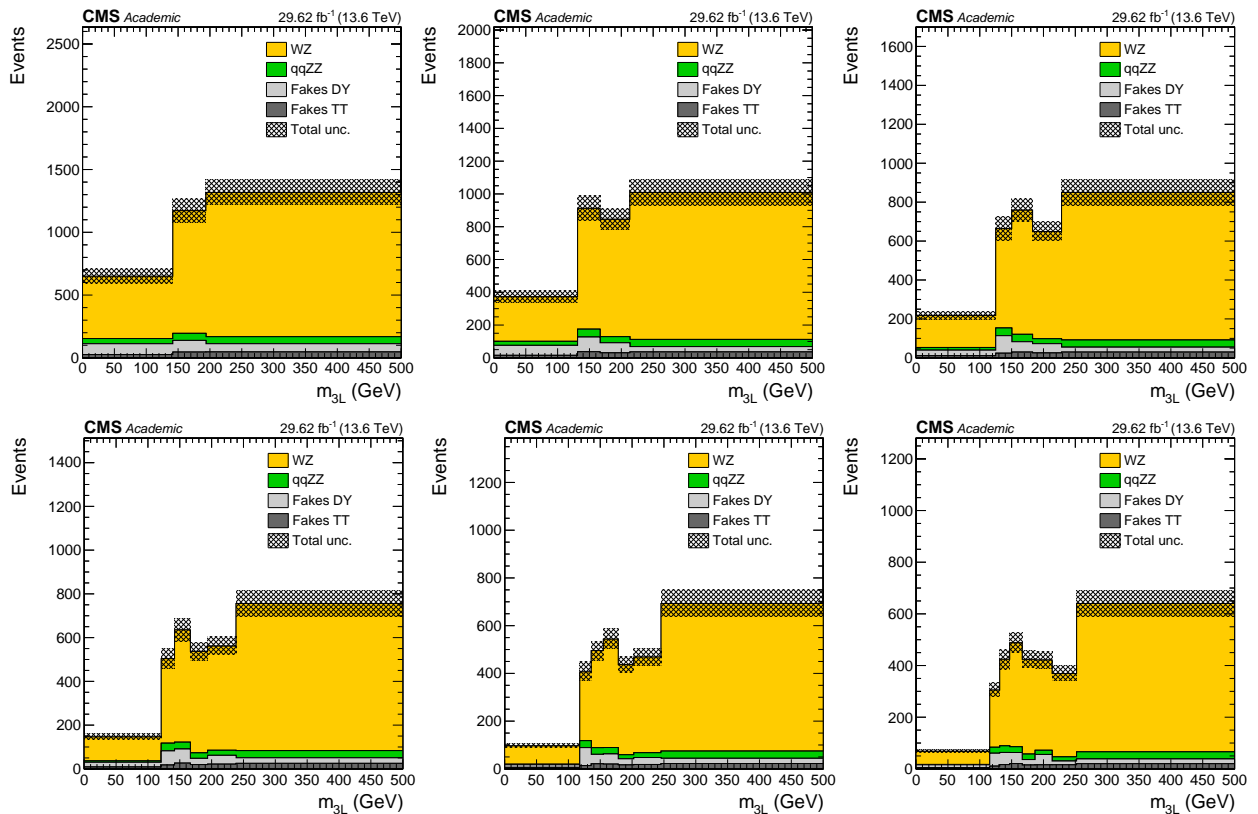 CMS Academic 29.62 fb-1 (13.6 TeV)
Events
2500
2000
1500
1000
500
0
WZ
qqZZ
Fakes DY
Fakes TT
Total unc.
0 50 100 150 200 250 300 350 400 450 500
m3L (GeV)
CMS Academic 29.62 fb-1 (13.6 TeV)
Events
2000
1800
1600
1400
1200
1000
800
600
400
200
0
WZ
qqZZ
Fakes DY
Fakes TT
Total unc.
0 50 100 150 200 250 300 350 400 450 500
m3L (GeV)
CMS Academic 29.62 fb-1 (13.6 TeV)
Events
1600
1400
1200
1000
800
600
400
200
0
WZ
qqZZ
Fakes DY
Fakes TT
Total unc.
0 50 100 150 200 250 300 350 400 450 500
m3L (GeV)
CMS Academic 29.62 fb-1 (13.6 TeV)
Events
1400
1200
1000
800
600
400
200
0
WZ
qqZZ
Fakes DY
Fakes TT
Total unc.
0 50 100 150 200 250 300 350 400 450 500
m3L (GeV)
CMS Academic 29.62 fb-1 (13.6 TeV)
Events
1200
1000
800
600
400
200
0
WZ
qqZZ
Fakes DY
Fakes TT
Total unc.
0 50 100 150 200 250 300 350 400 450 500
m3L (GeV)
CMS Academic 29.62 fb-1 (13.6 TeV)
Events
1200
1000
800
600
400
200
0
WZ
qqZZ
Fakes DY
Fakes TT
Total unc.
0 50 100 150 200 250 300 350 400 450 500
m3L (GeV)